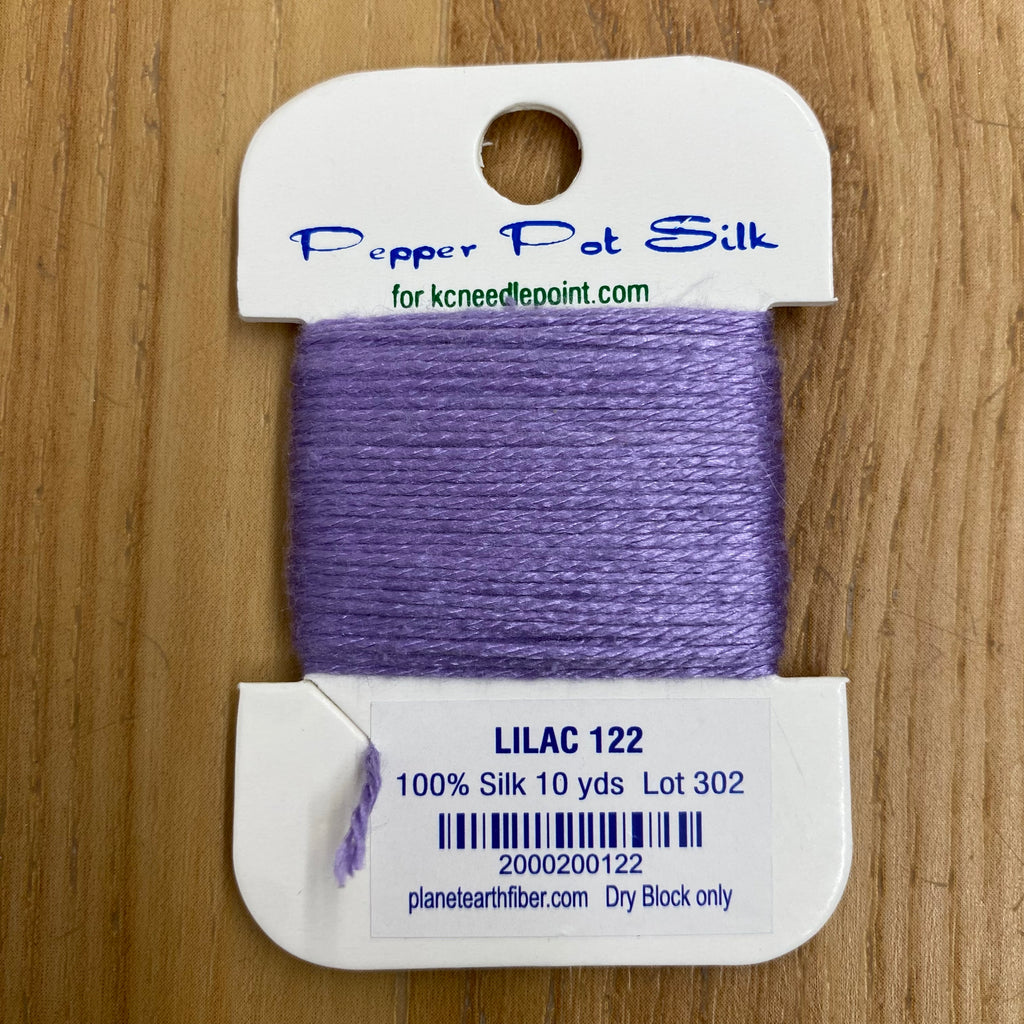 Pepper Pot Silk
for kcneedlepoint.com
LILAC 122
100% Silk 10 yds Lot 302
2000200122
planetearthfiber.com Dry Block only